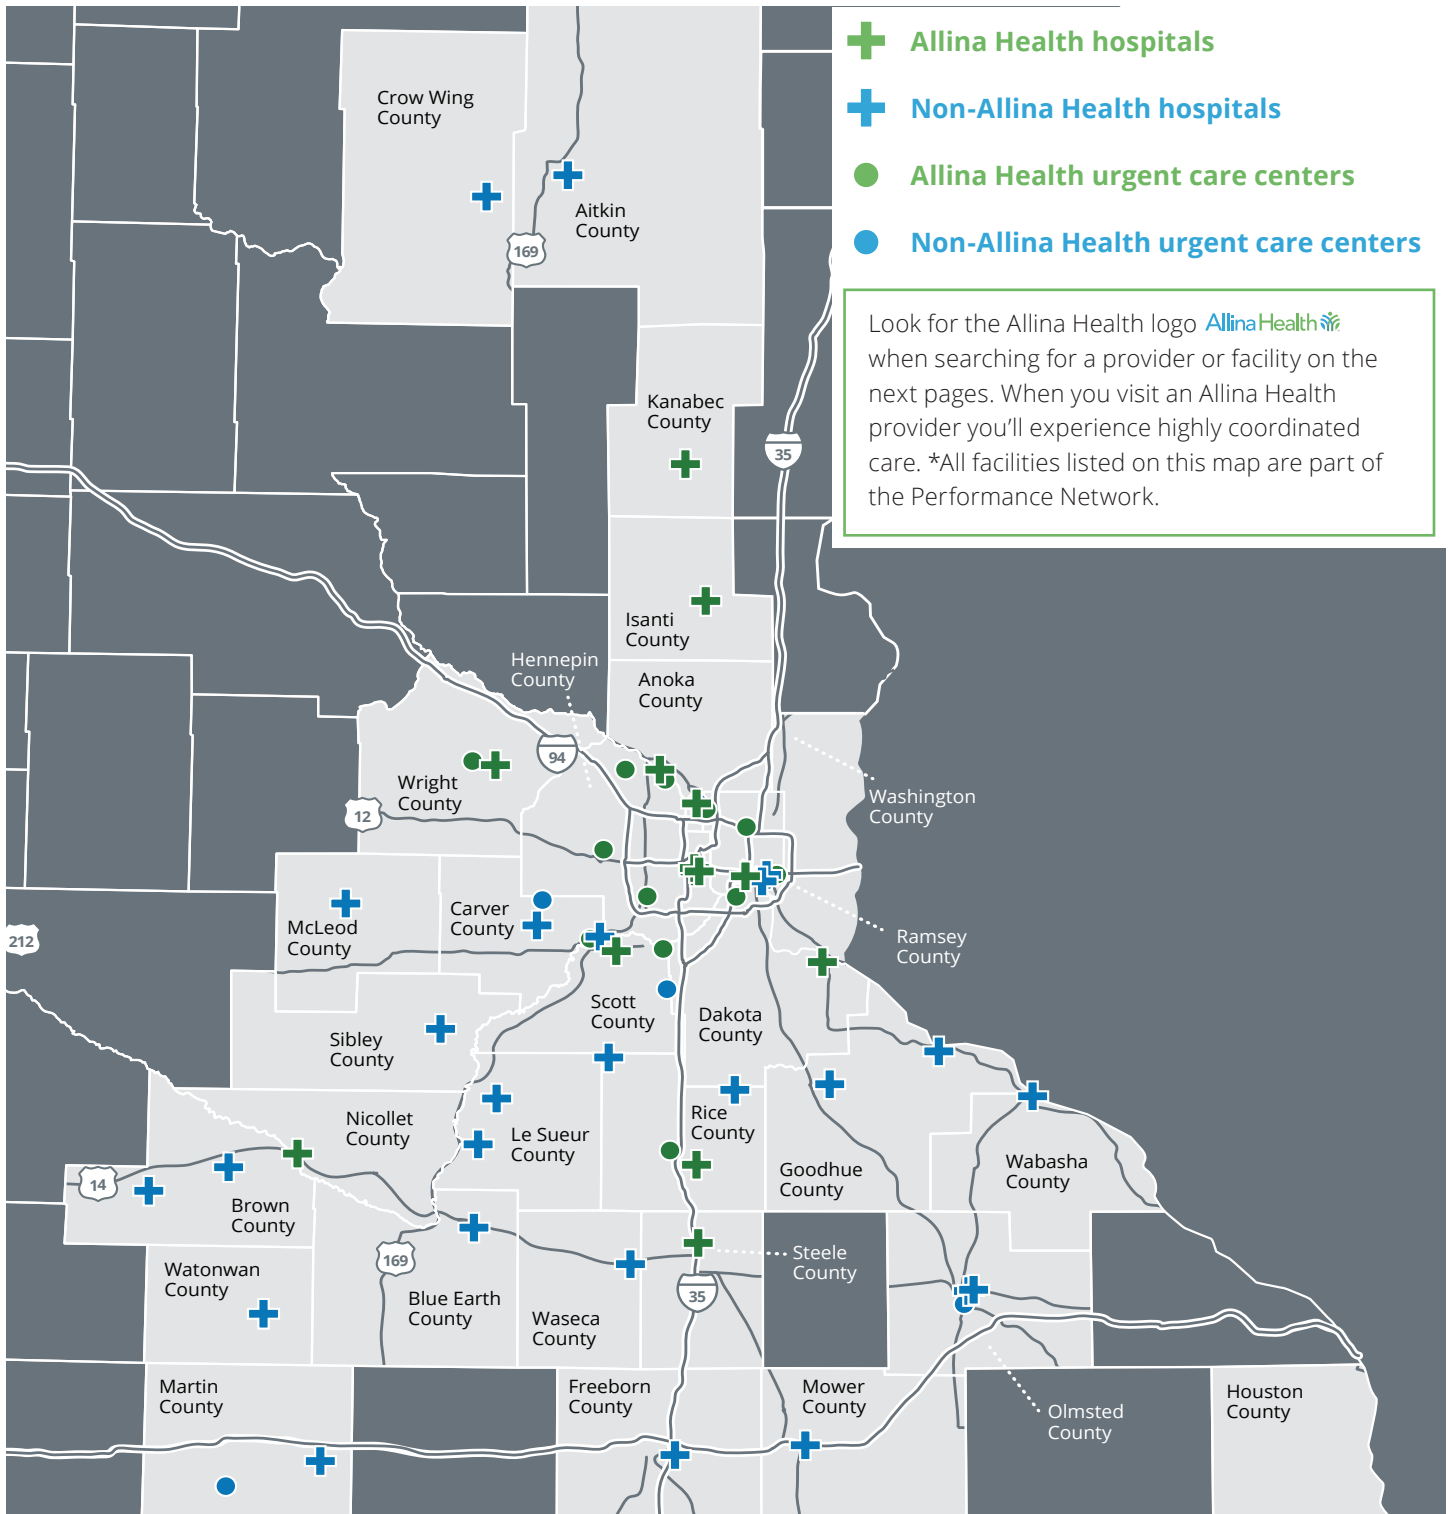 Allina Health hospitals
Non-Allina Health hospitals
Allina Health urgent care centers
Non-Allina Health urgent care centers
Look for the Allina Health logo AllinaHealth
when searching for a provider or facility on the
next pages. When you visit an Allina Health
provider you'll experience highly coordinated
care. *All facilities listed on this map are part of
the Performance Network.
Crow Wing
County
Aitkin
County
169
Kanabec
County
35
Isanti
County
Hennepin
County
Anoka
County
94
Wright
County
12
Washington
County
McLeod
County
Carver
County
212
Ramsey
County
Scott
County
Dakota
County
Sibley
County
Nicollet
County
Le Sueur
County
Rice
County
Goodhue
County
Wabasha
County
14
Brown
County
169
Steele
County
Watonwan
County
Blue Earth
County
Waseca
County
35
Martin
County
Freeborn
County
Mower
County
Olmsted
County
Houston
County